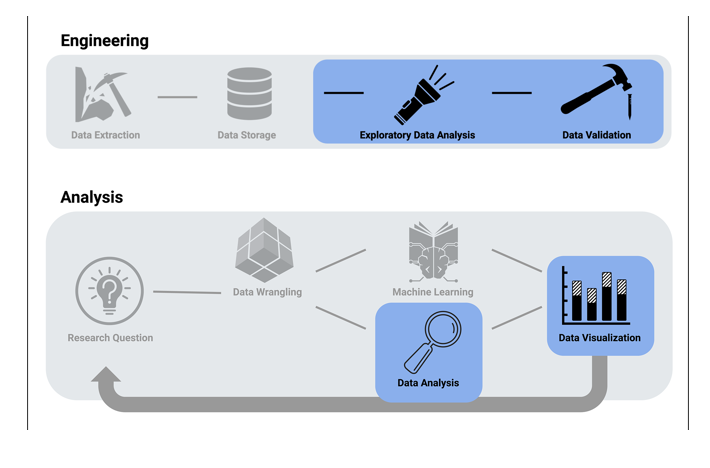 Engineering
Data Extraction
Data Storage
Exploratory Data Analysis
Data Validation
Analysis
Data Wrangling
Machine Learning
Research Question
?
Data Visualization
Data Analysis